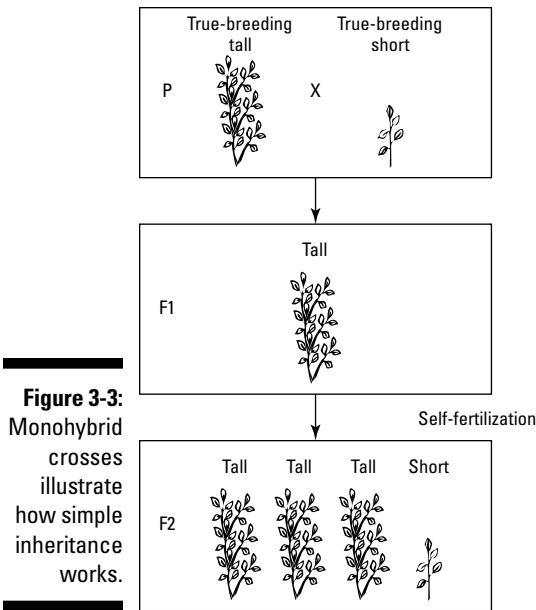 True-breeding
tall
True-breeding
short
P
X
Tall
F1
Self-fertilization
Tall Tall Tall Short
F2
Figure 3-3:
Monohybrid
crosses
illustrate
how simple
inheritance
works.